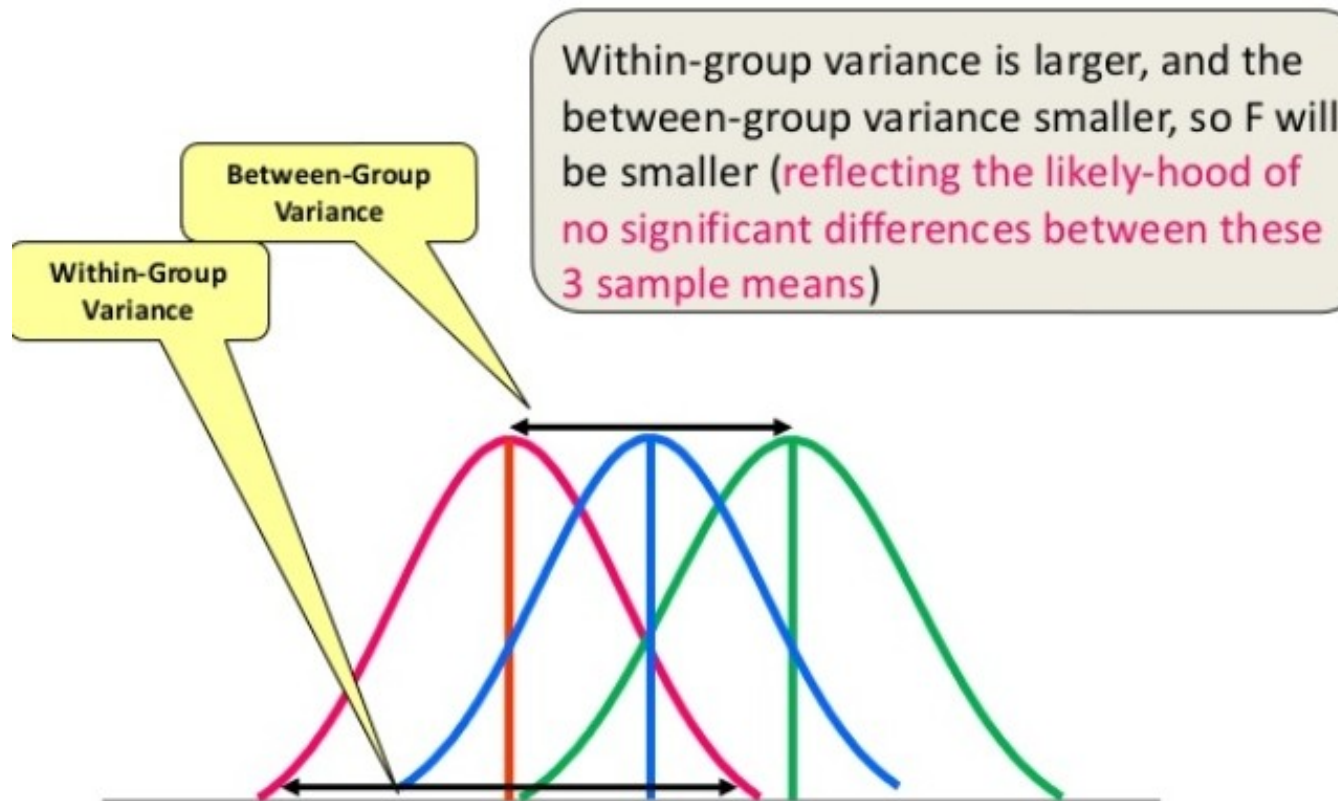 Within-group variance is larger, and the
between-group variance smaller, so F will
be smaller (reflecting the likely-hood of
no significant differences between these
3 sample means)
Between-Group
Variance
Within-Group
Variance